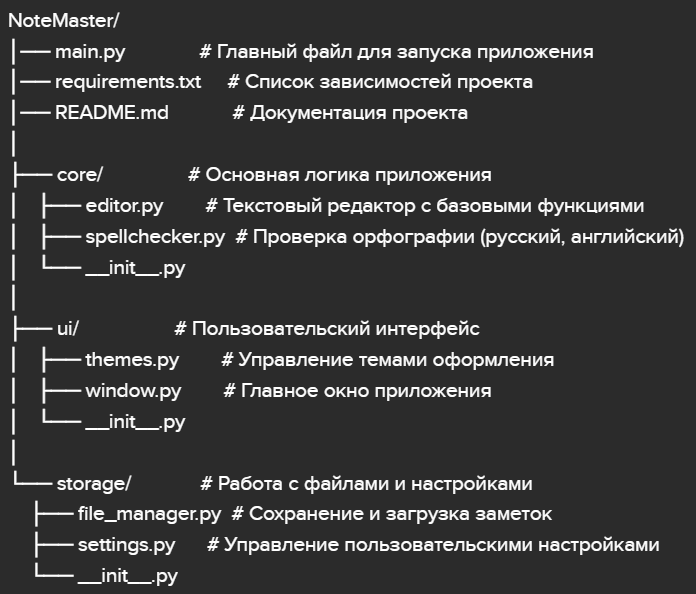 NoteMaster/
│── main.py # Главный файл для запуска приложения
│── requirements.txt # Список зависимостей проекта
│── README.md # Документация проекта
│
├── core/ # Основная логика приложения
│ ├── editor.py # Текстовый редактор с базовыми функциями
│ ├── spellchecker.py # Проверка орфографии (русский, английский)
│ └── __init__.py
│
├── ui/ # Пользовательский интерфейс
│ ├── themes.py # Управление темами оформления
│ ├── window.py # Главное окно приложения
│ └── __init__.py
│
└── storage/ # Работа с файлами и настройками
├── file_manager.py # Сохранение и загрузка заметок
├── settings.py # Управление пользовательскими настройками
└── __init__.py